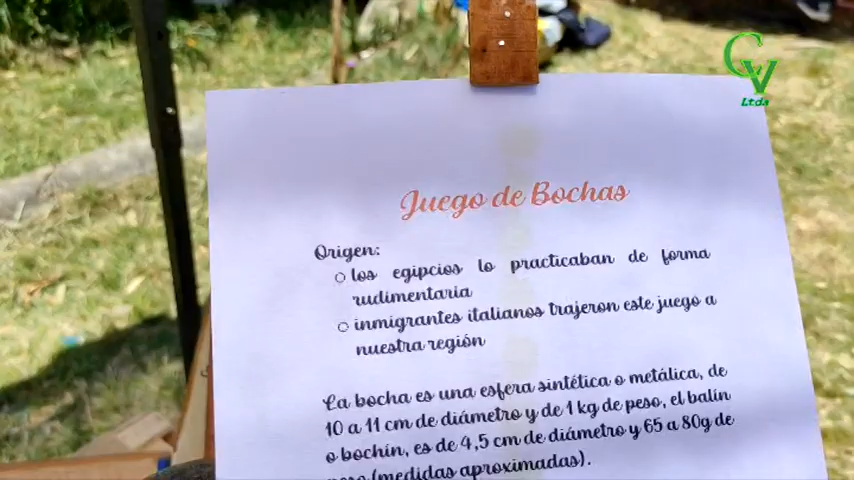 CV
Ltda
Juego de Bochas
Origen:
los egipcios lo practicaban de forma
rudimentaria
inmigrantes italianos trajeron este juego a
nuestra región
La bocha es una esfera sintética o metálica, de
10 a 11 cm de diámetro y de 1 kg de peso, el balín
o bochín, es de 4,5 cm de diámetro y 65 a 80g de
peso (medidas aproximadas).